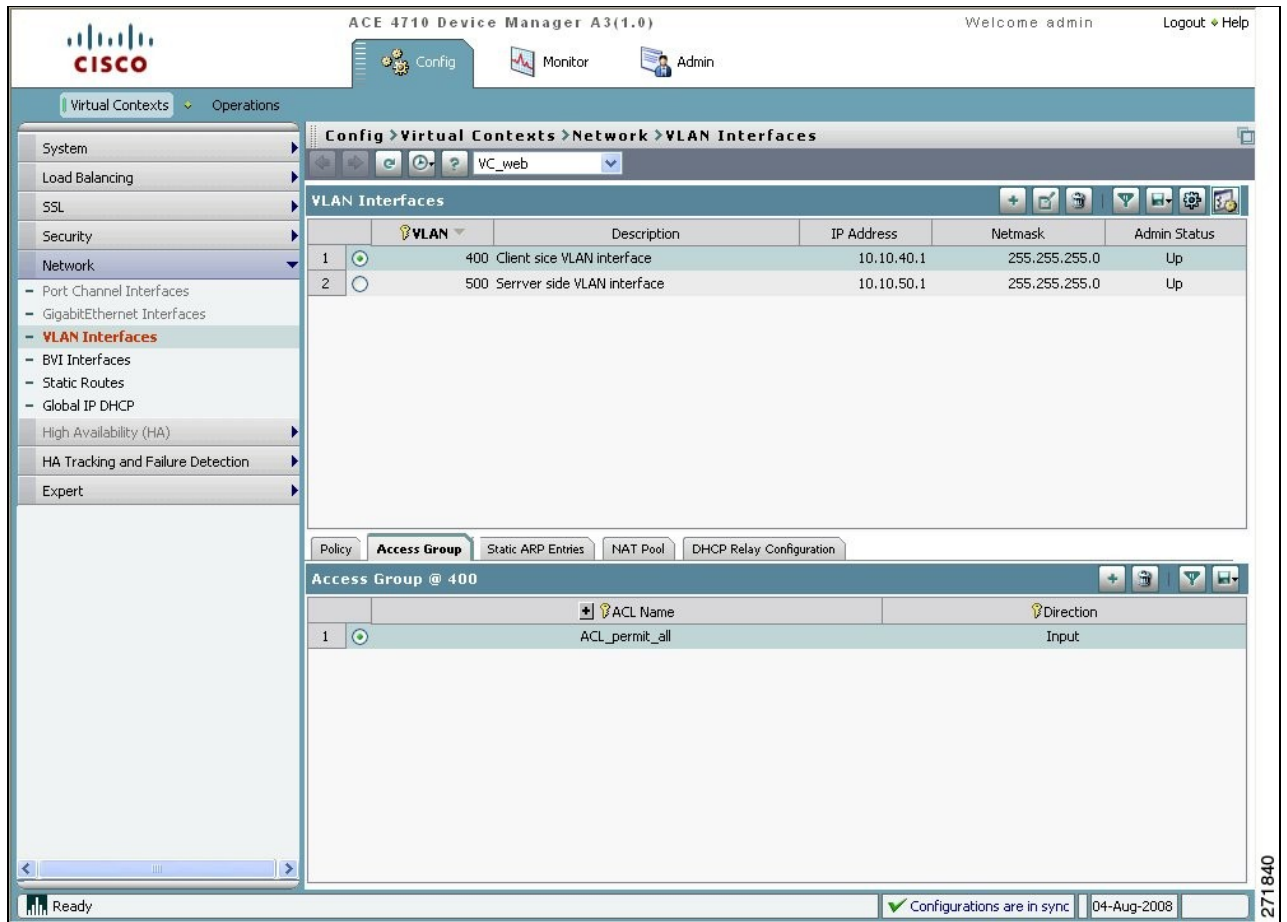 ACE 4710 Device Manager A3(1.0) Welcome admin Logout Help
CISCO
Config Monitor Admin
Virtual Contexts Operations
System
Load Balancing
SSL
Security
Network
Port Channel Interfaces
GigabitEthernet Interfaces
VLAN Interfaces
BVI Interfaces
Static Routes
Global IP DHCP
High Availability (HA)
HA Tracking and Failure Detection
Expert
Config > Virtual Contexts > Network > VLAN Interfaces
VC_web
VLAN Interfaces
VLAN Description IP Address Netmask Admin Status
1 400 Client sice VLAN interface 10.10.40.1 255.255.255.0 Up
2 500 Serrver side VLAN interface 10.10.50.1 255.255.255.0 Up
Policy Access Group Static ARP Entries NAT Pool DHCP Relay Configuration
Access Group @ 400
ACL Name Direction
1 ACL_permit_all Input
Ready Configurations are in sync 04-Aug-2008
271840